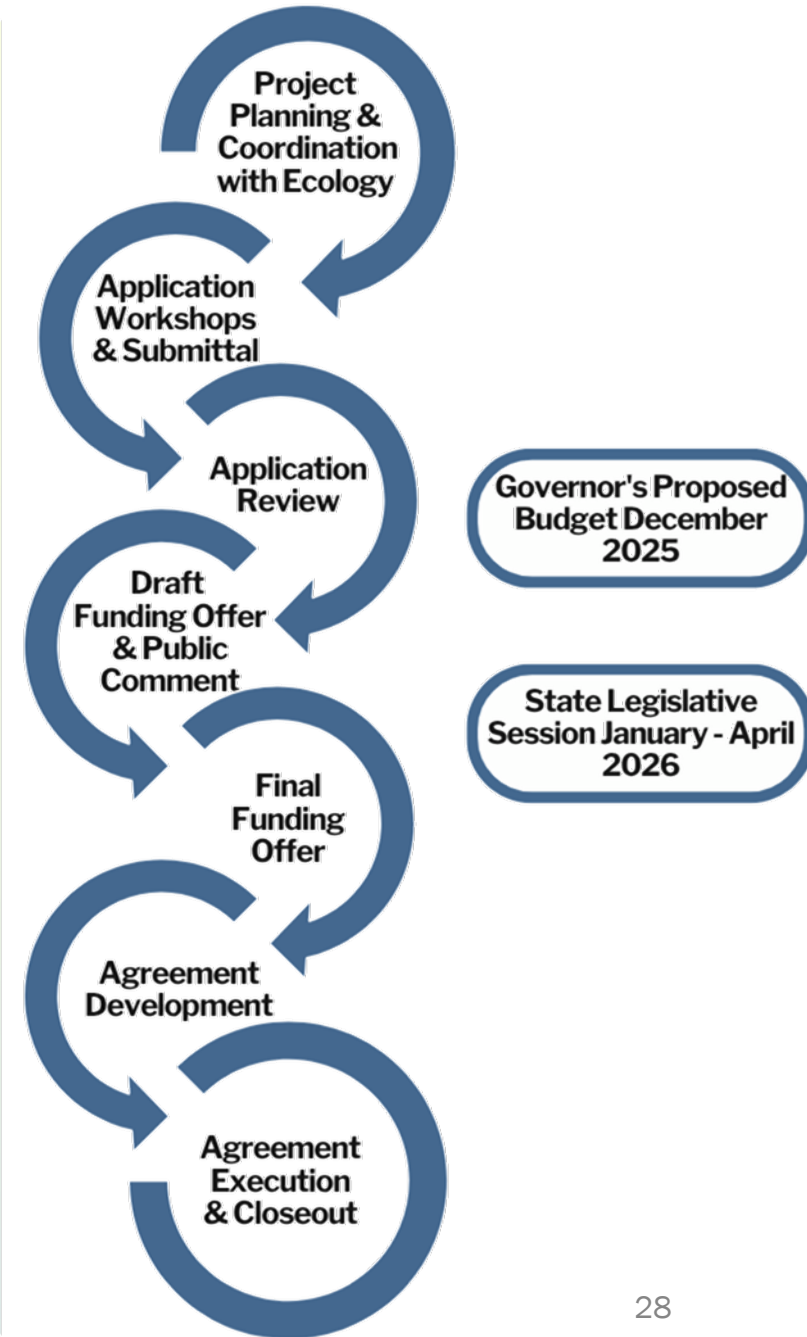 Project
Planning &
Coordination
with Ecology
Application
Workshops
& Submittal
Application
Review
Governor's Proposed
Budget December
2025
Draft
Funding Offer
& Public
Comment
State Legislative
Session January - April
2026
Final
Funding
Offer
Agreement
Development
Agreement
Execution
& Closeout
28